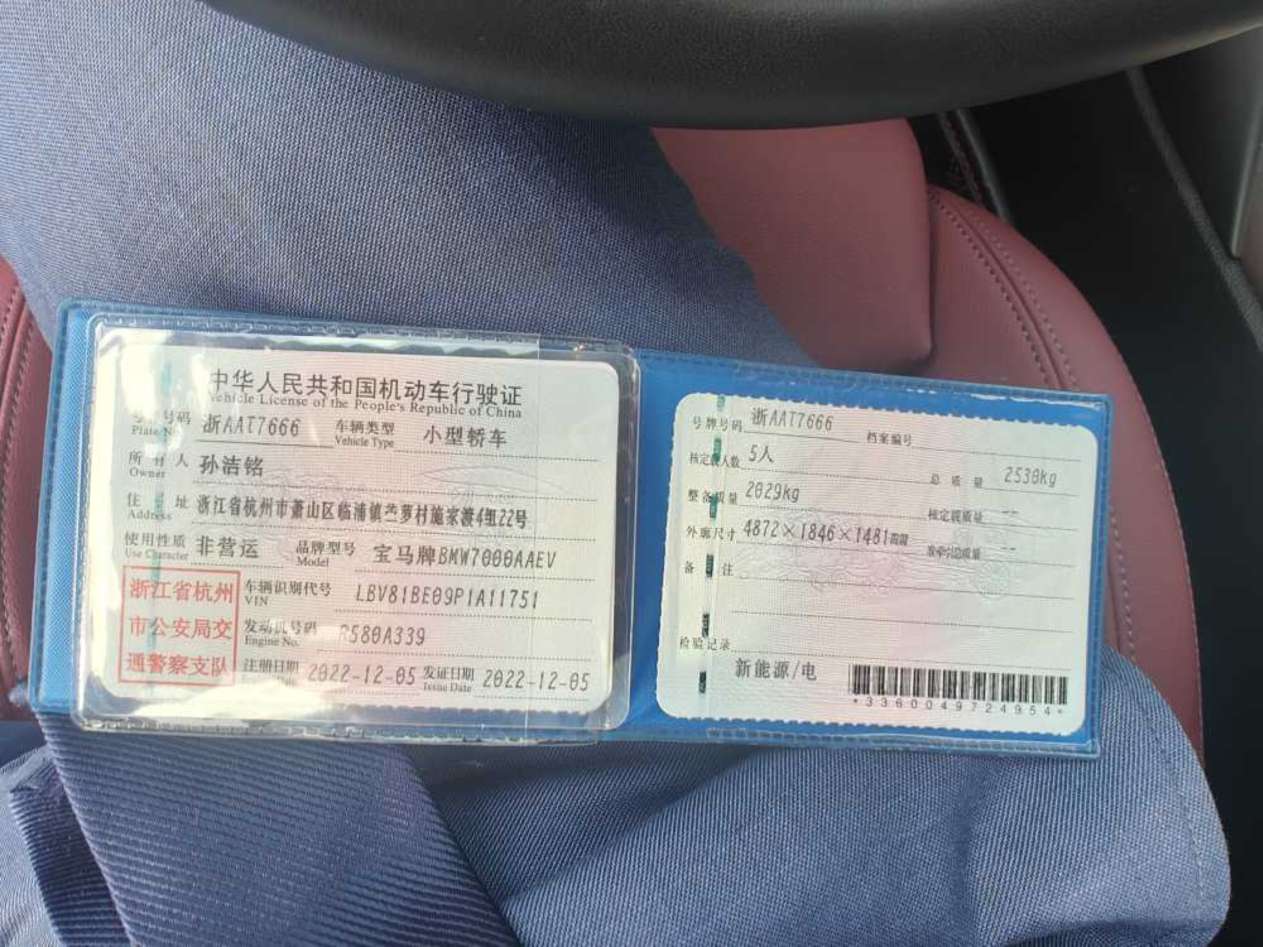 中华人民共和国机动车行驶证
Vehicle License of the People's Republic of China
号牌号码 浙AAT7666 车辆类型 小型轿车
Plate No. Vehicle Type
所有人 孙洁铭
Owner
住址 浙江省杭州市萧山区临浦镇苎萝村施家渡4组22号
Address
使用性质 非营运 品牌型号 宝马牌BMW7000AAEV
Use Character Model
浙江省杭州市公安局交通警察支队
车辆识别代号 LBV81BE09P1A11751
VIN
发动机号码 R580A339
Engine No.
注册日期 2022-12-05 发证日期 2022-12-05
Issue Date
号牌号码 浙AAT7666 档案编号
核定载人数 5人 总质量 2530kg
整备质量 2029kg 核定载质量 --
外廓尺寸 4872×1846×1481mm 准牵引总质量 --
备注
检验记录
新能源/电
*3360049724954*